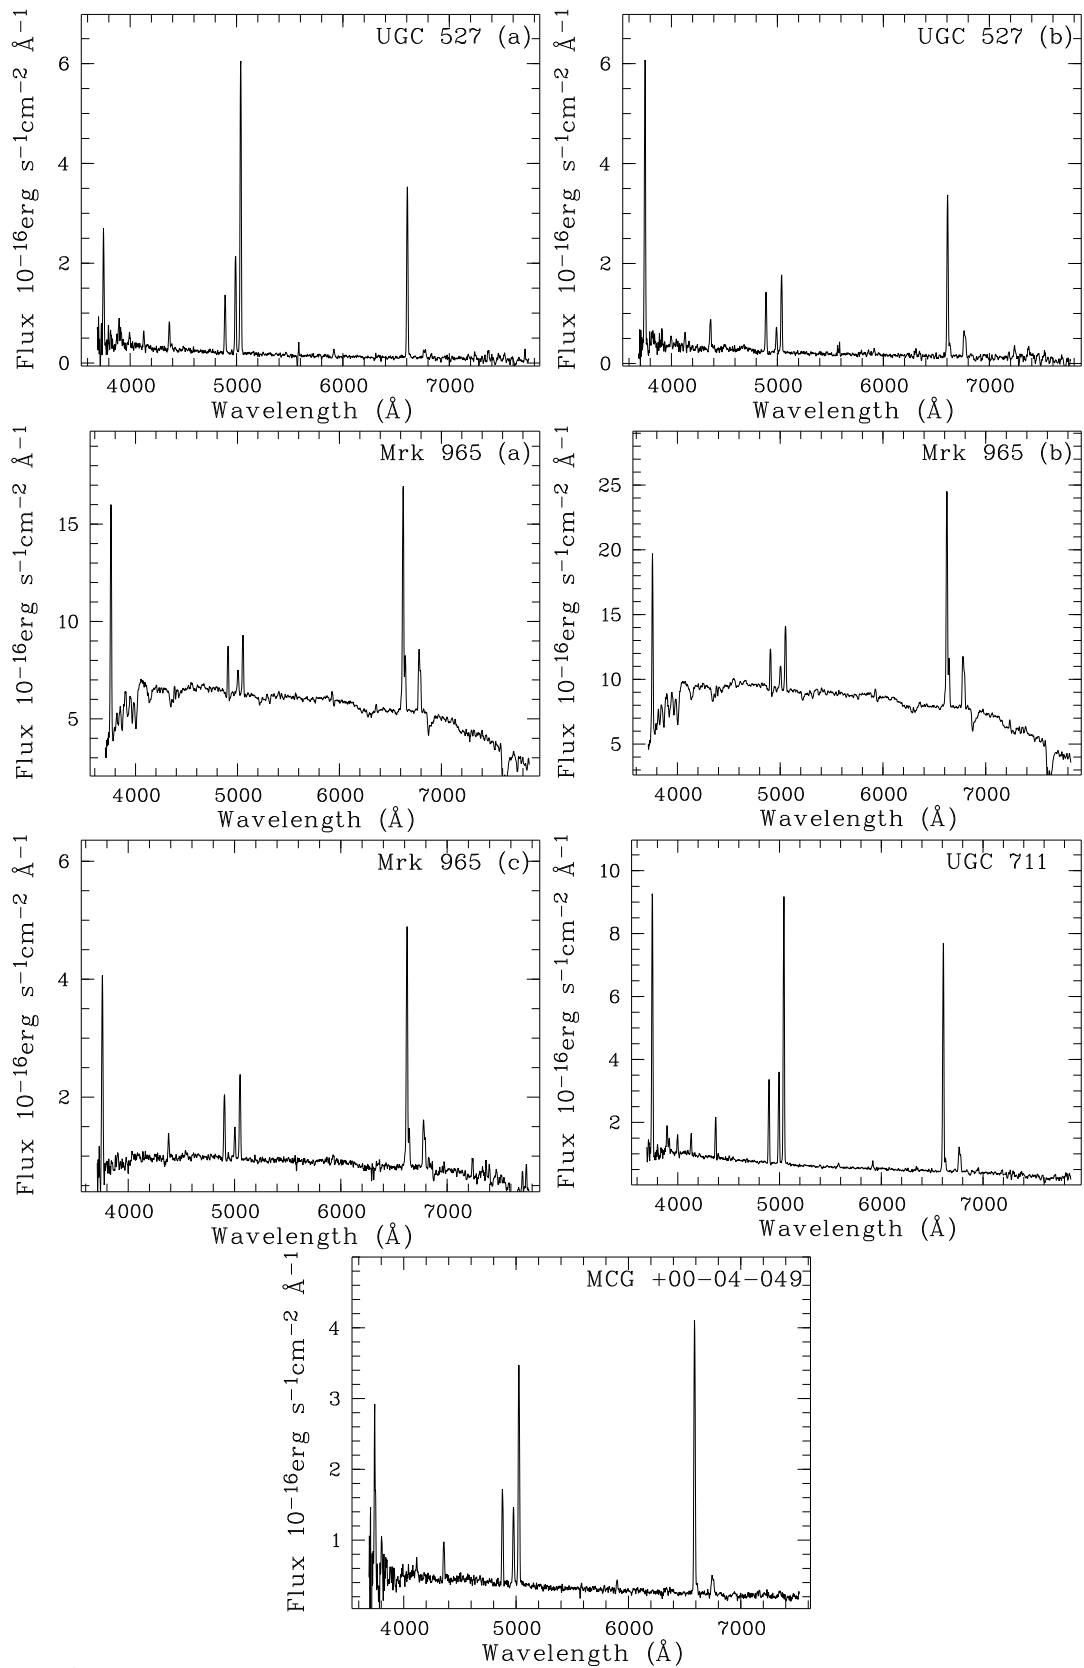 UGC 527 (a)
Flux 10−16erg s−1cm−2 Å−1
6
4
2
0
4000 5000 6000 7000
Wavelength (Å)
UGC 527 (b)
Flux 10−16erg s−1cm−2 Å−1
6
4
2
0
4000 5000 6000 7000
Wavelength (Å)
Mrk 965 (a)
Flux 10−16erg s−1cm−2 Å−1
15
10
5
4000 5000 6000 7000
Wavelength (Å)
Mrk 965 (b)
Flux 10−16erg s−1cm−2 Å−1
25
20
15
10
5
4000 5000 6000 7000
Wavelength (Å)
Mrk 965 (c)
Flux 10−16erg s−1cm−2 Å−1
6
4
2
4000 5000 6000 7000
Wavelength (Å)
UGC 711
Flux 10−16erg s−1cm−2 Å−1
10
8
6
4
2
4000 5000 6000 7000
Wavelength (Å)
MCG +00−04−049
Flux 10−16erg s−1cm−2 Å−1
4
3
2
1
4000 5000 6000 7000
Wavelength (Å)